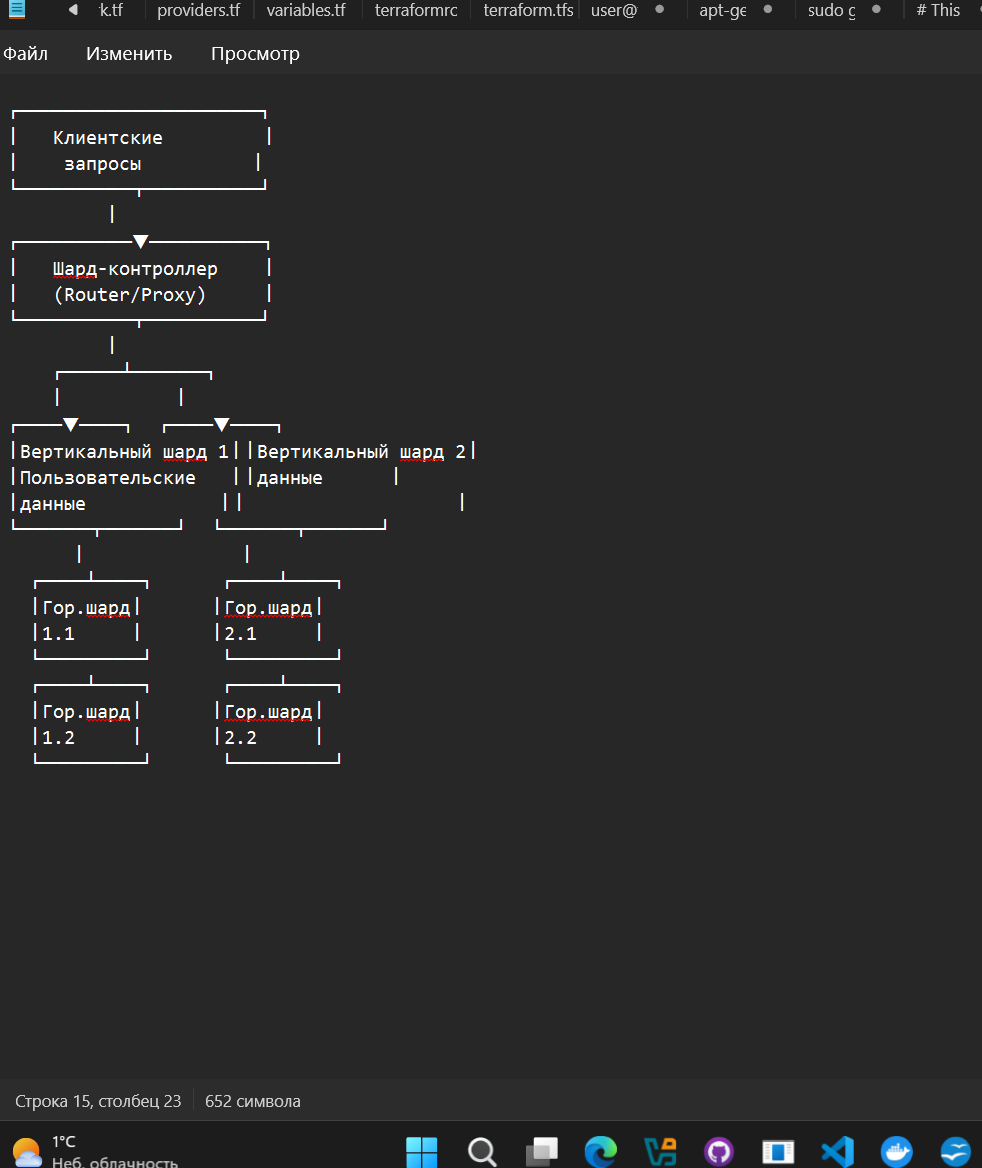 k.tf providers.tf variables.tf terraformrc terraform.tfs user@ apt-ge sudo g # This
Файл Изменить Просмотр
Клиентские
запросы
Шард-контроллер
(Router/Proxy)
Вертикальный шард 1 Вертикальный шард 2
Пользовательские данные
данные
Гор.шард Гор.шард
1.1 2.1
Гор.шард Гор.шард
1.2 2.2
Строка 15, столбец 23 652 символа
1°C
Неб. облачность